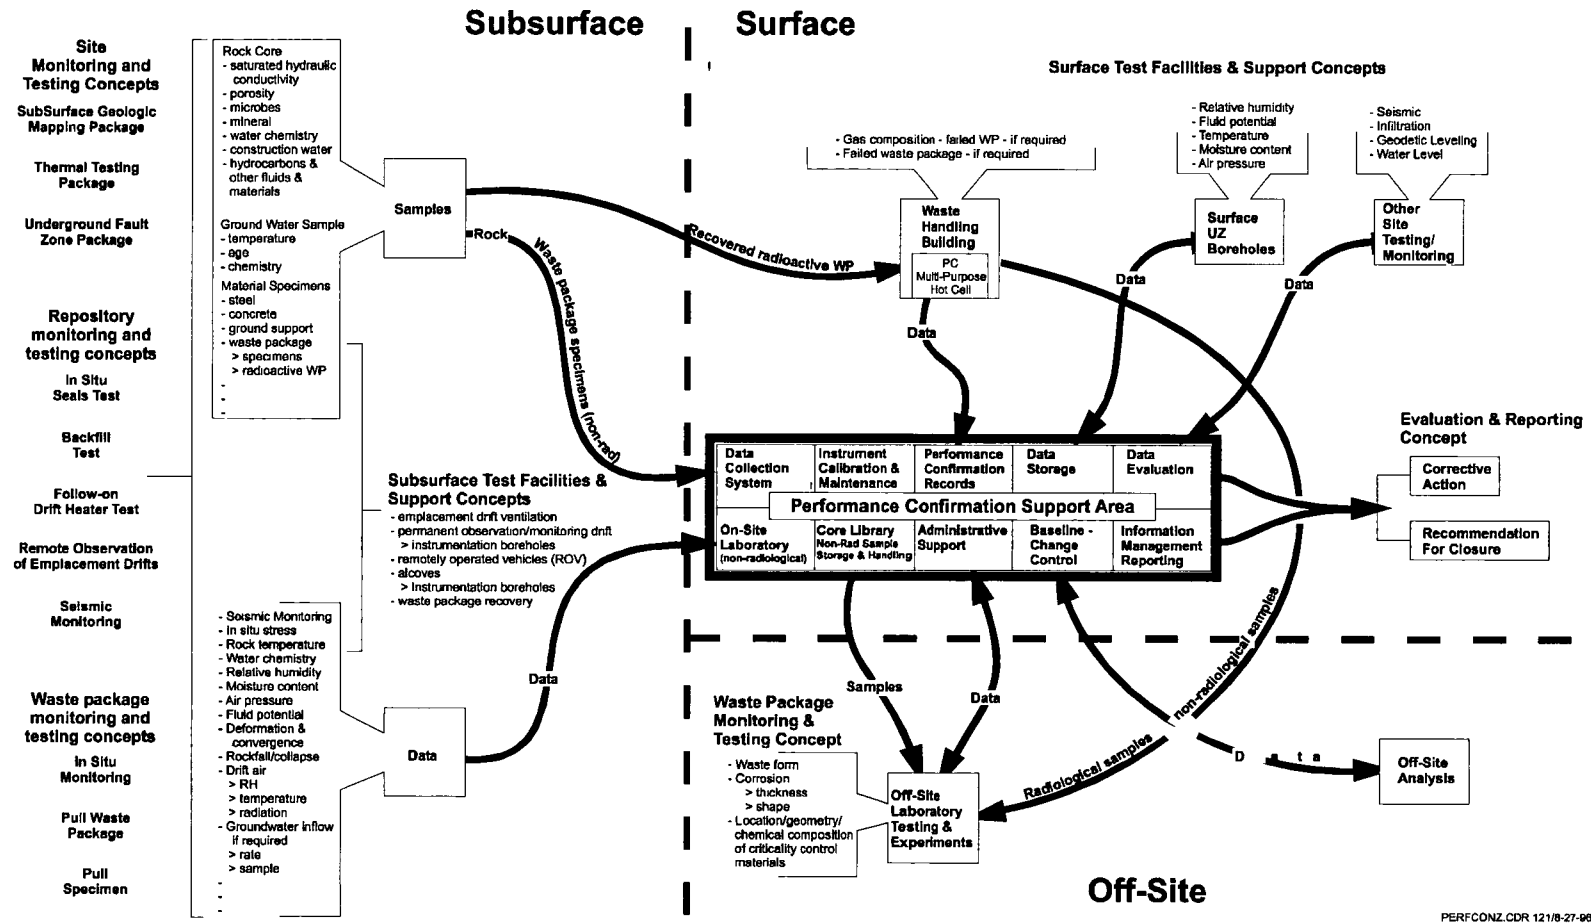 Subsurface
Surface
Site
Monitoring and
Testing Concepts
SubSurface Geologic
Mapping Package
Thermal Testing
Package
Underground Fault
Zone Package
Repository
monitoring and
testing concepts
In Situ
Seals Test
Backfill
Test
Follow-on
Drift Heater Test
Remote Observation
of Emplacement Drifts
Seismic
Monitoring
Waste package
monitoring and
testing concepts
In Situ
Monitoring
Pull Waste
Package
Pull
Specimen
Rock Core
- saturated hydraulic
conductivity
- porosity
- microbes
- mineral
- water chemistry
- construction water
- hydrocarbons &
other fluids &
materials
Ground Water Sample
- temperature
- age
- chemistry
Material Specimens
- steel
- concrete
- ground support
- waste package
> specimens
> radioactive WP
-
-
-
Samples
Rock
Waste package specimens (non-rad)
Recovered radioactive WP
Subsurface Test Facilities &
Support Concepts
- emplacement drift ventilation
- permanent observation/monitoring drift
> instrumentation boreholes
- remotely operated vehicles (ROV)
- alcoves
> Instrumentation boreholes
- waste package recovery
- Seismic Monitoring
- In situ stress
- Rock temperature
- Water chemistry
- Relative humidity
- Moisture content
- Air pressure
- Fluid potential
- Deformation &
convergence
- Rockfall/collapse
- Drift air
> RH
> temperature
> radiation
- Groundwater inflow
if required
> rate
> sample
-
-
-
Data
Data
Surface Test Facilities & Support Concepts
- Gas composition - failed WP - if required
- Failed waste package - if required
- Relative humidity
- Fluid potential
- Temperature
- Moisture content
- Air pressure
- Seismic
- Infiltration
- Geodetic Leveling
- Water Level
Waste
Handling
Building
PC
Multi-Purpose
Hot Cell
Surface
UZ
Boreholes
Other
Site
Testing/
Monitoring
Data
Data
Data
Data
Collection
System
Instrument
Calibration &
Maintenance
Performance
Confirmation
Records
Data
Storage
Data
Evaluation
Performance Confirmation Support Area
On-Site
Laboratory
(non-radiological)
Core Library
Non-Rad Sample
Storage & Handling
Administrative
Support
Baseline -
Change
Control
Information
Management
Reporting
Evaluation & Reporting
Concept
Corrective
Action
Recommendation
For Closure
Samples
Data
non-radiological samples
Radiological samples
Data
Waste Package
Monitoring &
Testing Concept
- Waste form
- Corrosion
> thickness
> shape
- Location/geometry/
chemical composition
of criticality control
materials
Off-Site
Laboratory
Testing &
Experiments
Off-Site
Analysis
Off-Site